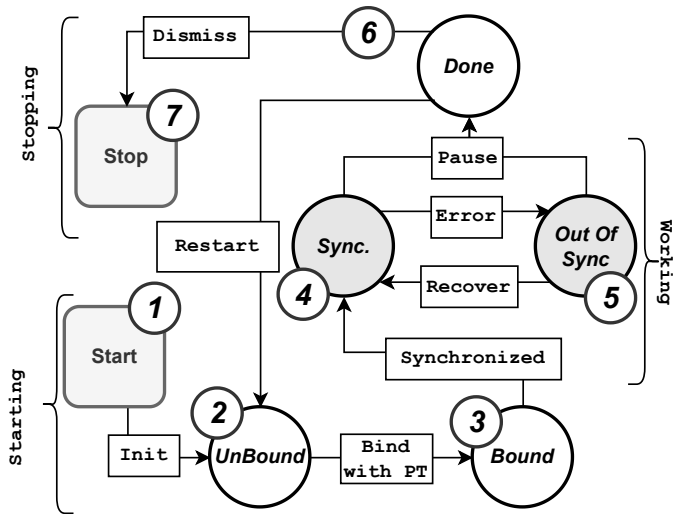 Dismiss
6
Done
Stopping
7
Stop
Pause
Error
Restart
Sync.
Out Of
Sync
Working
Recover
4
5
1
Start
Synchronized
Starting
2
3
Init
UnBound
Bind
with PT
Bound